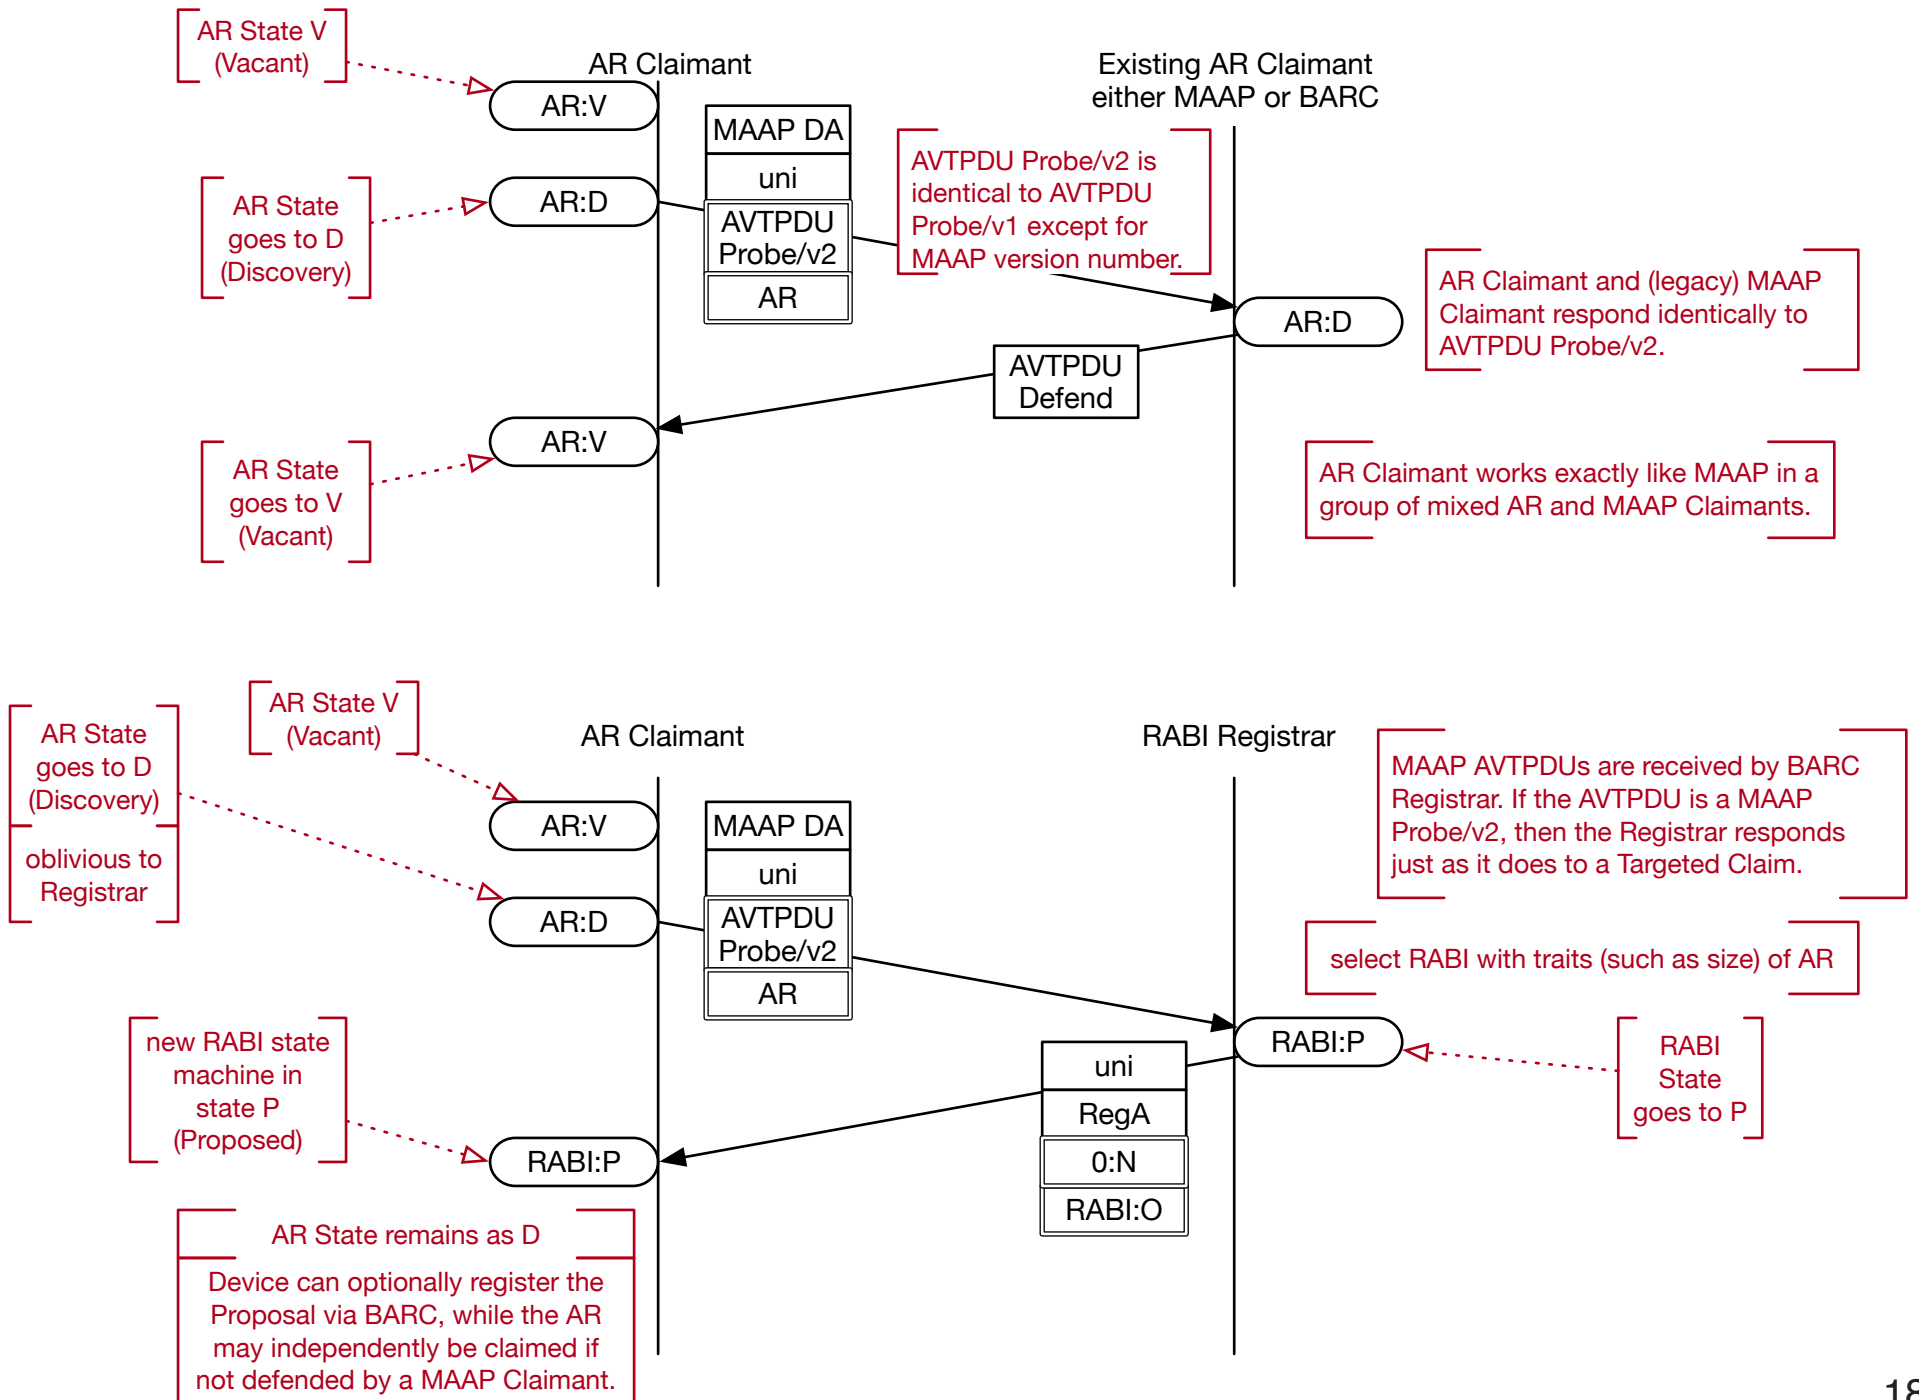 AR State V
(Vacant)
AR Claimant
Existing AR Claimant
either MAAP or BARC
AR:V
MAAP DA
uni
AVTPDU
Probe/v2
AR
AVTPDU Probe/v2 is
identical to AVTPDU
Probe/v1 except for
MAAP version number.
AR State
goes to D
(Discovery)
AR:D
AR:D
AR Claimant and (legacy) MAAP
Claimant respond identically to
AVTPDU Probe/v2.
AVTPDU
Defend
AR:V
AR State
goes to V
(Vacant)
AR Claimant works exactly like MAAP in a
group of mixed AR and MAAP Claimants.
AR State V
(Vacant)
AR State
goes to D
(Discovery)
oblivious to
Registrar
AR Claimant
RABI Registrar
MAAP AVTPDUs are received by BARC
Registrar. If the AVTPDU is a MAAP
Probe/v2, then the Registrar responds
just as it does to a Targeted Claim.
AR:V
MAAP DA
uni
AVTPDU
Probe/v2
AR
AR:D
select RABI with traits (such as size) of AR
new RABI state
machine in
state P
(Proposed)
RABI:P
RABI
State
goes to P
uni
RegA
0:N
RABI:O
RABI:P
AR State remains as D
Device can optionally register the
Proposal via BARC, while the AR
may independently be claimed if
not defended by a MAAP Claimant.
18